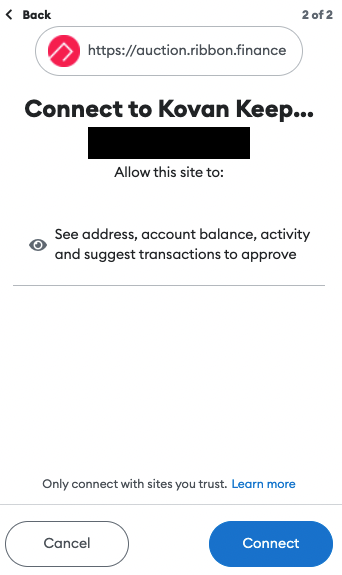 Back
2 of 2
https://auction.ribbon.finance
Connect to Kovan Keep...
Allow this site to:
See address, account balance, activity
and suggest transactions to approve
Only connect with sites you trust. Learn more
Cancel
Connect